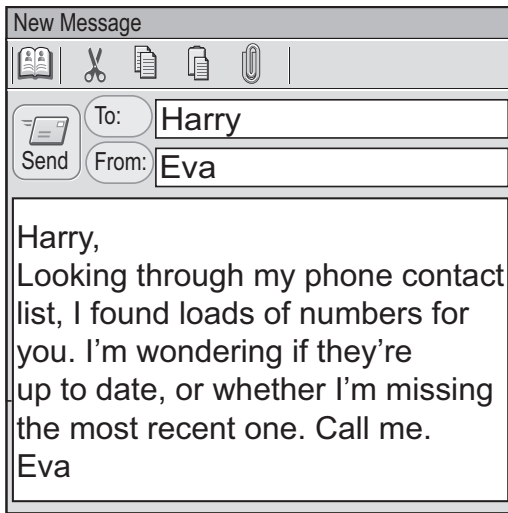 New Message
To: Harry
Send From: Eva
Harry,
Looking through my phone contact
list, I found loads of numbers for
you. I'm wondering if they're
up to date, or whether I'm missing
the most recent one. Call me.
Eva